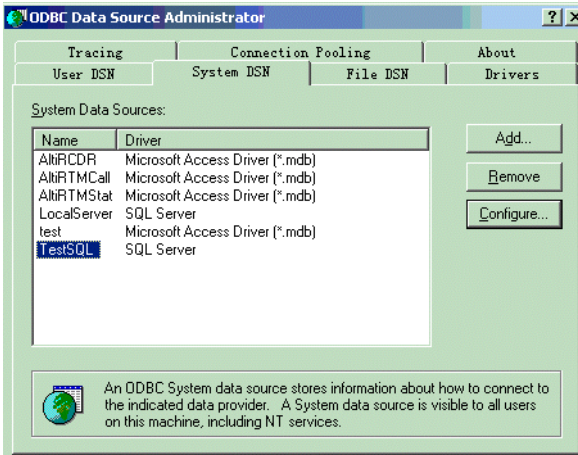 ODBC Data Source Administrator
Tracing Connection Pooling About
User DSN System DSN File DSN Drivers
System Data Sources:
Name Driver
AltiRCDR Microsoft Access Driver (*.mdb)
AltiRTMCall Microsoft Access Driver (*.mdb)
AltiRTMStat Microsoft Access Driver (*.mdb)
LocalServer SQL Server
test Microsoft Access Driver (*.mdb)
TestSQL SQL Server
Add...
Remove
Configure...
An ODBC System data source stores information about how to connect to
the indicated data provider. A System data source is visible to all users
on this machine, including NT services.